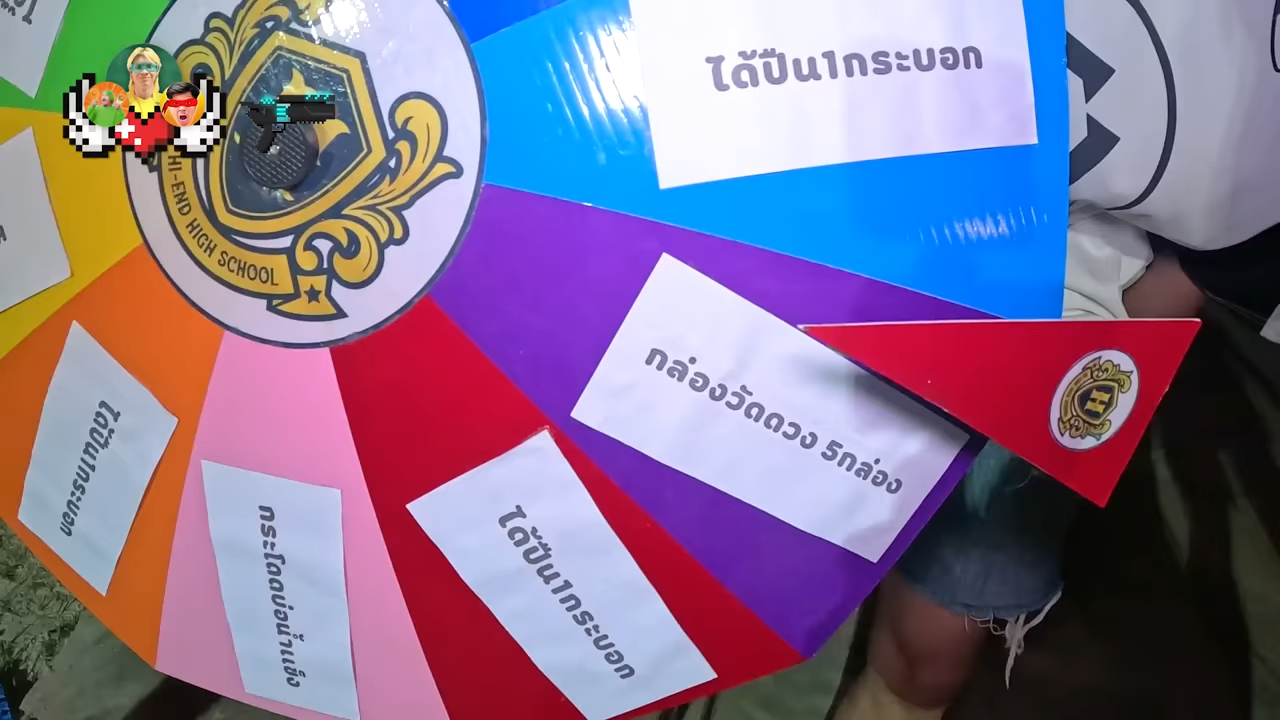 ได้ปืน1กระบอก
HI-END HIGH SCHOOL
กล่องวัดดวง 5กล่อง
H
ได้ปืน1กระบอก
กระโดดบ่อน้ำแข็ง
ได้ปืน1กระบอก